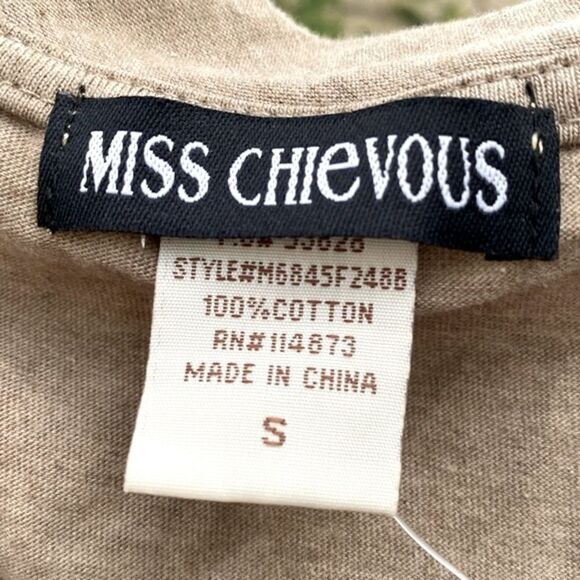 MISS CHIeVOUS
STYLE#M6845F248B
100%COTTON
RN#114873
MADE IN CHINA
S